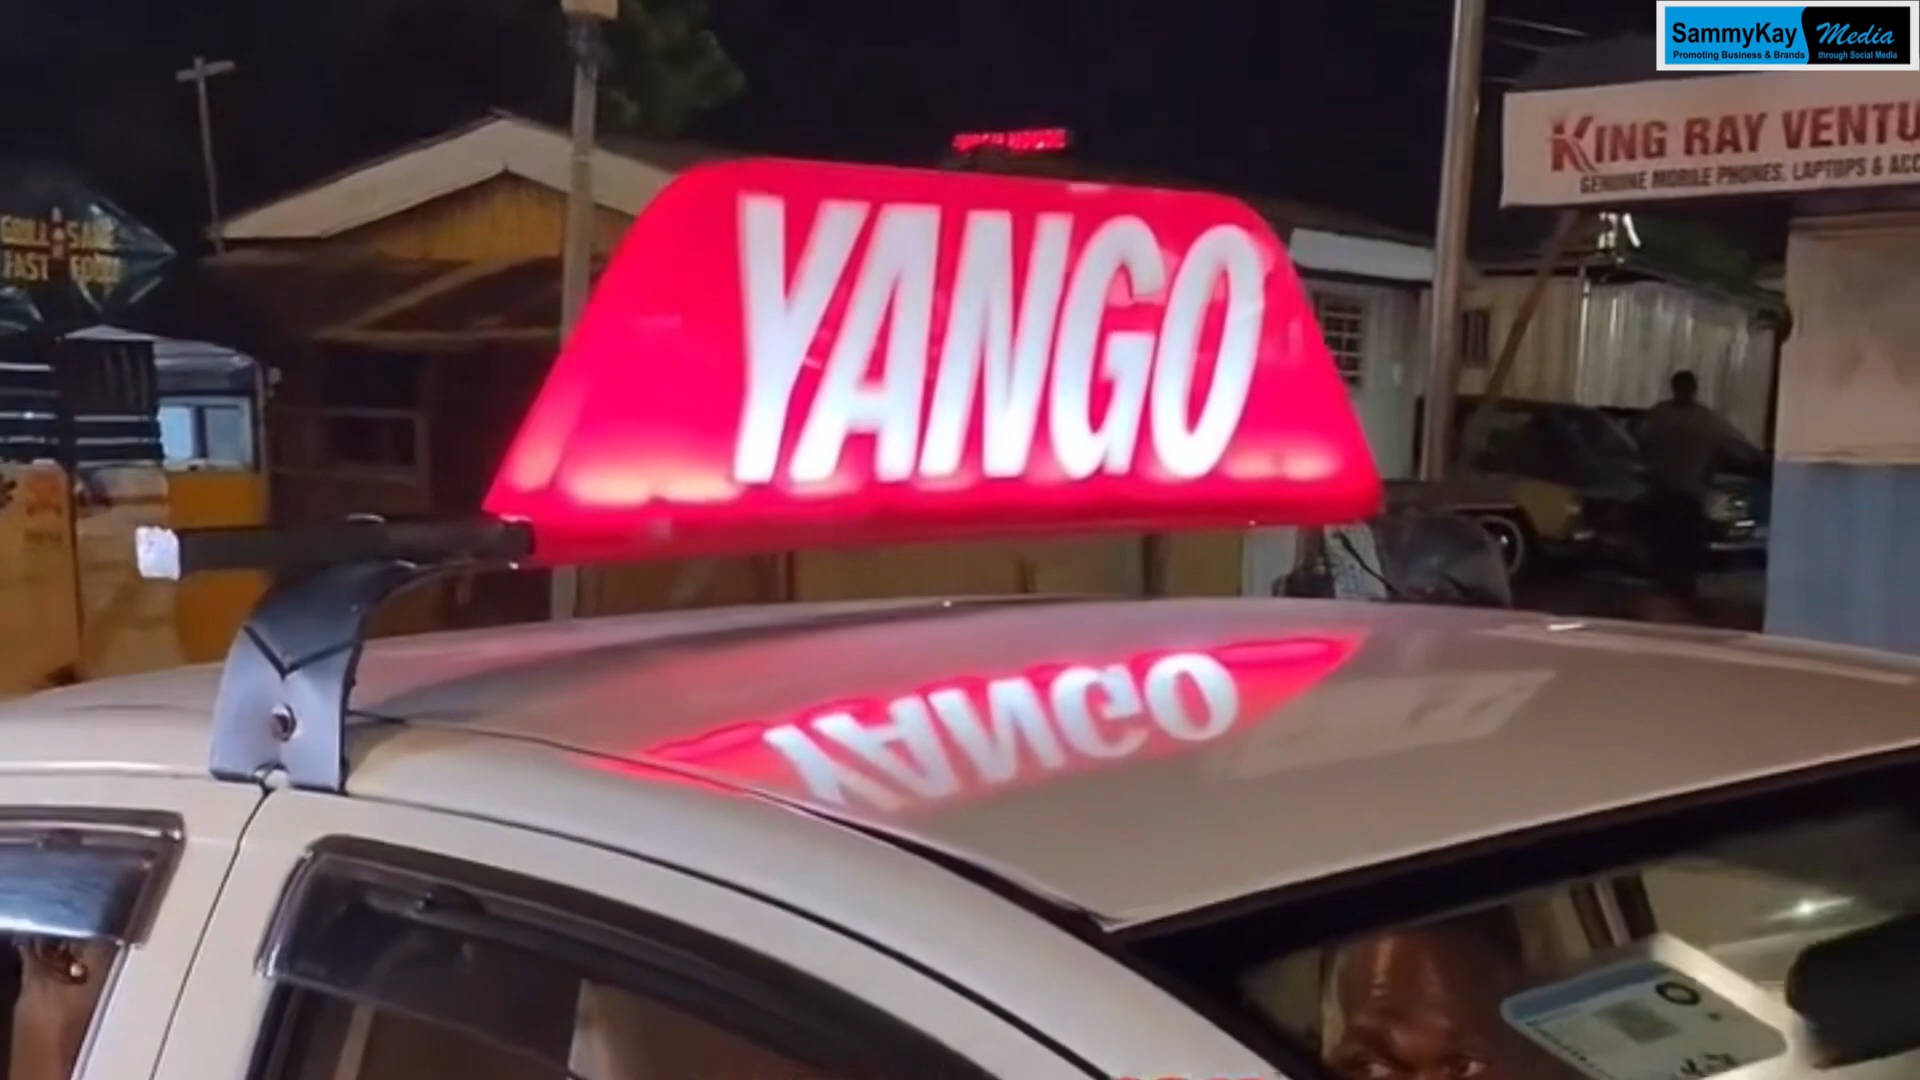 SammyKay Media
Promoting Business & Brands through Social Media
KING RAY VENTU
GENUINE MOBILE PHONES, LAPTOPS & ACC
YANGO
GRILL
FAST FOOD
YANGO